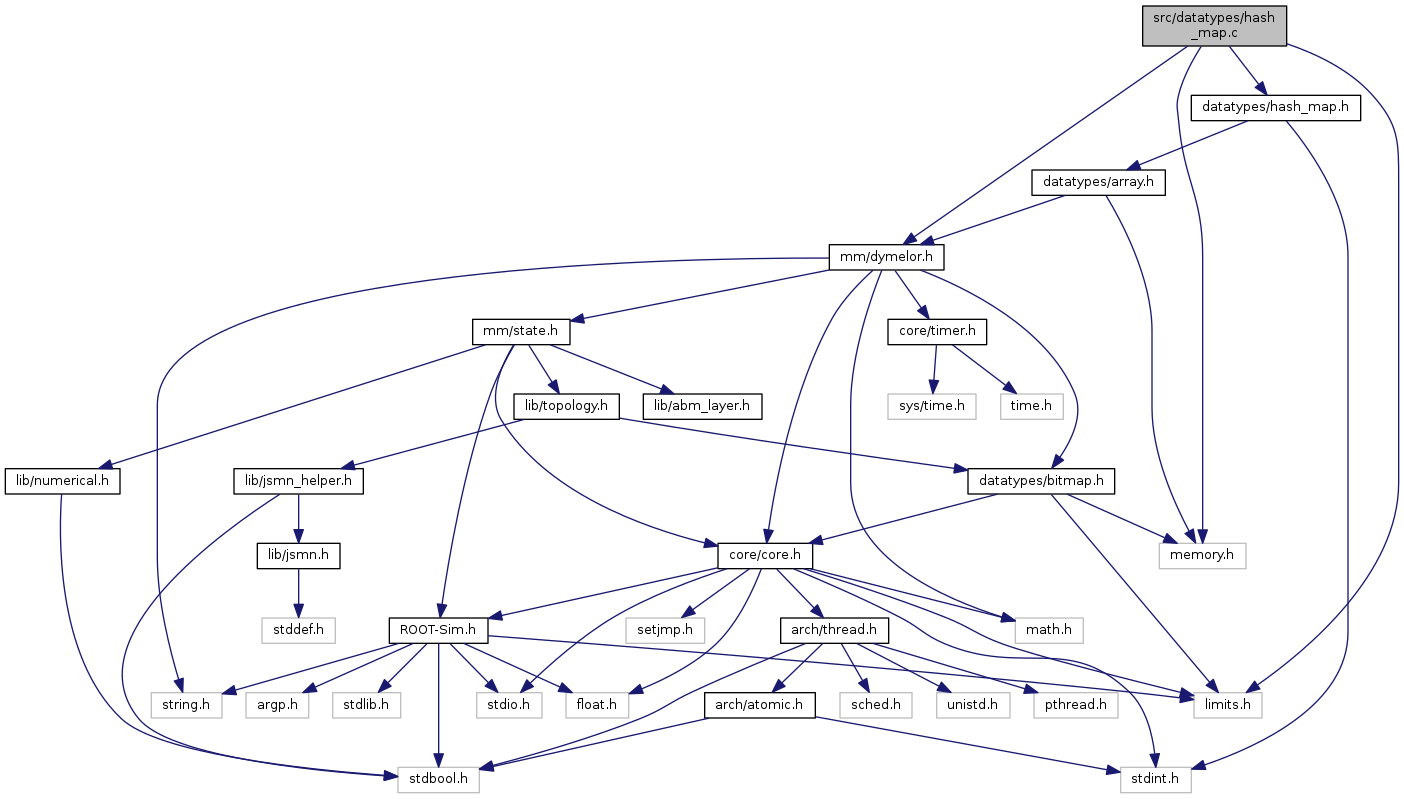 src/datatypes/hash
_map.c
datatypes/hash_map.h
datatypes/array.h
mm/dymelor.h
mm/state.h
core/timer.h
sys/time.h
time.h
lib/topology.h
lib/abm_layer.h
lib/numerical.h
lib/jsmn_helper.h
datatypes/bitmap.h
lib/jsmn.h
core/core.h
memory.h
stddef.h
ROOT-Sim.h
setjmp.h
arch/thread.h
math.h
string.h
argp.h
stdlib.h
stdio.h
float.h
arch/atomic.h
sched.h
unistd.h
pthread.h
limits.h
stdbool.h
stdint.h